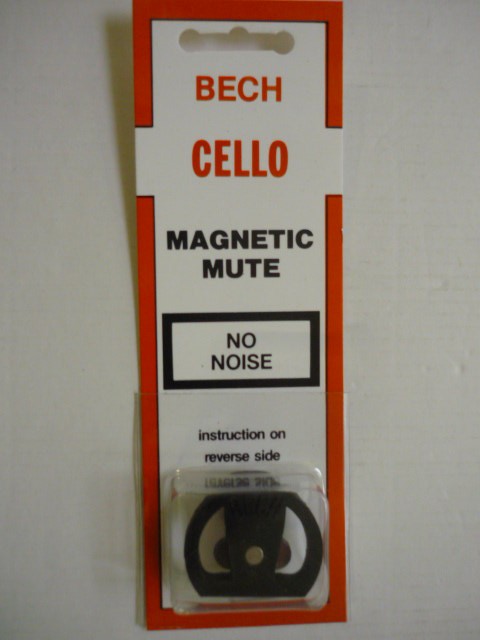 BECH
CELLO
MAGNETIC
MUTE
NO
NOISE
instruction on
reverse side